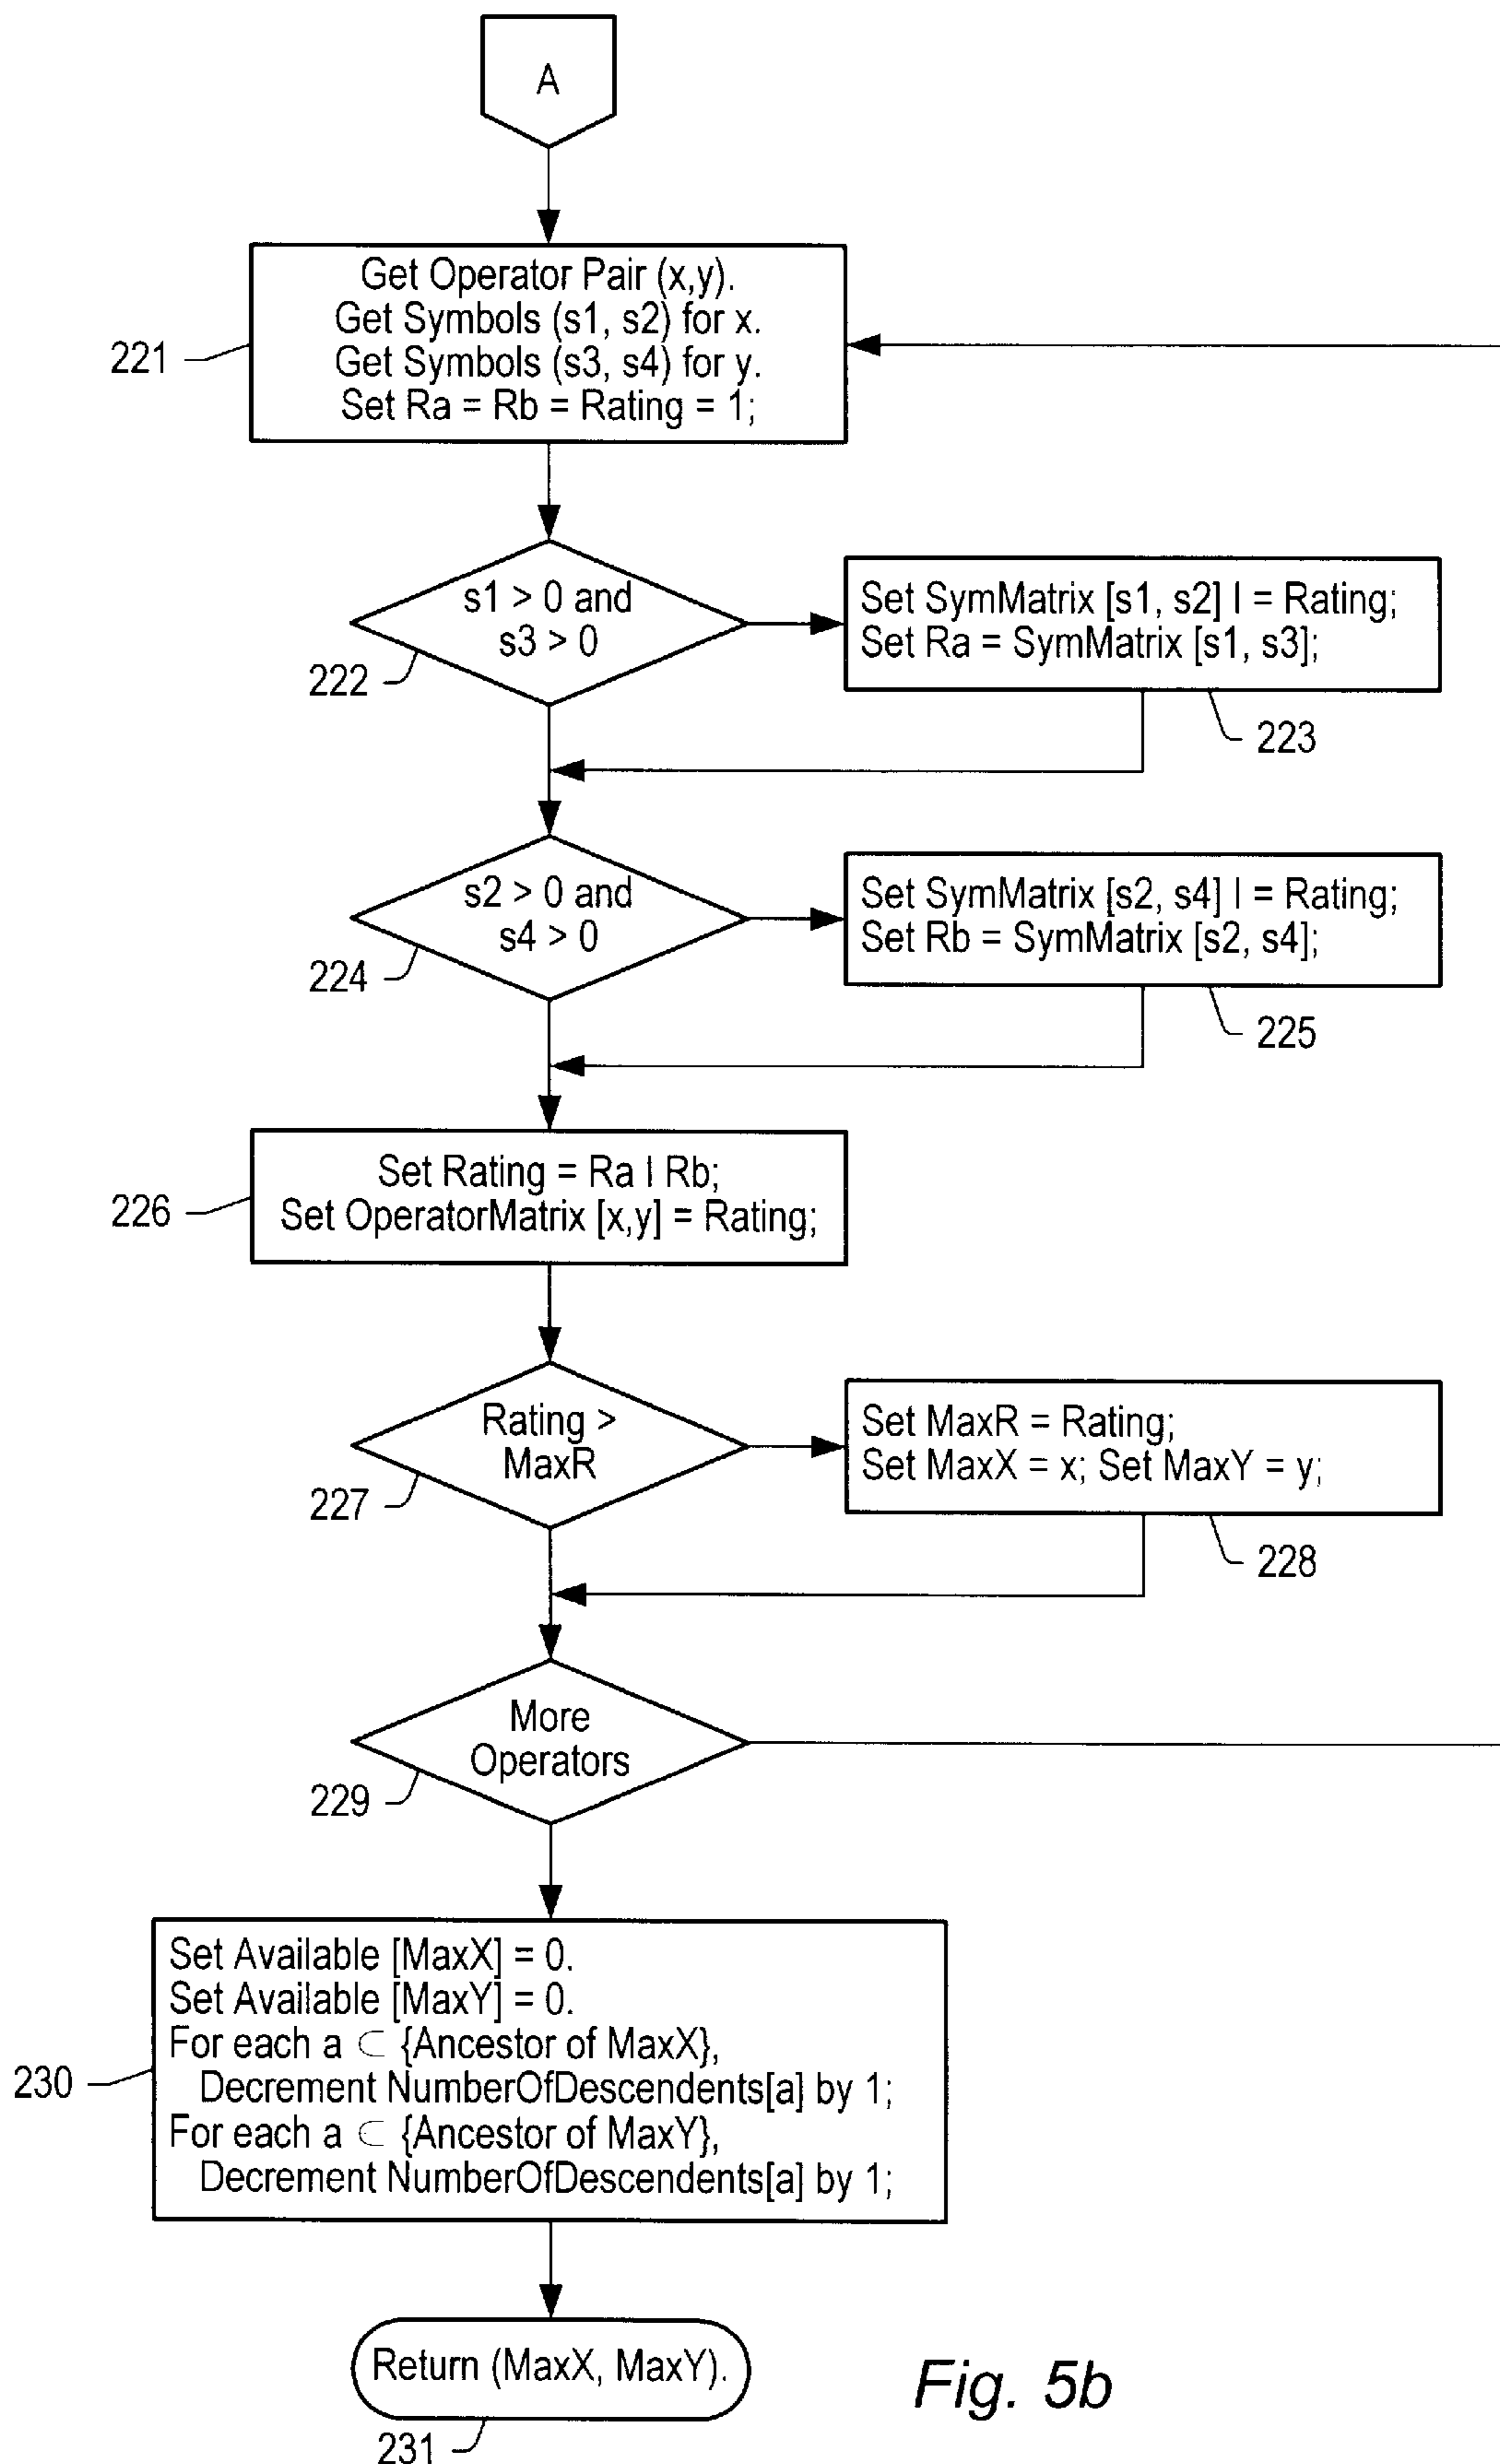 A
Get Operator Pair (x,y).
Get Symbols (s1, s2) for x.
Get Symbols (s3, s4) for y.
Set Ra = Rb = Rating = 1;
221
s1 > 0 and
s3 > 0
222
Set SymMatrix [s1, s2] I = Rating;
Set Ra = SymMatrix [s1, s3];
223
s2 > 0 and
s4 > 0
224
Set SymMatrix [s2, s4] I = Rating;
Set Rb = SymMatrix [s2, s4];
225
Set Rating = Ra I Rb;
Set OperatorMatrix [x,y] = Rating;
226
Rating >
MaxR
227
Set MaxR = Rating;
Set MaxX = x; Set MaxY = y;
228
More
Operators
229
Set Available [MaxX] = 0.
Set Available [MaxY] = 0.
For each a ⊂ {Ancestor of MaxX},
Decrement NumberOfDescendents[a] by 1;
For each a ⊂ {Ancestor of MaxY},
Decrement NumberOfDescendents[a] by 1;
230
Return (MaxX, MaxY).
231
Fig. 5b